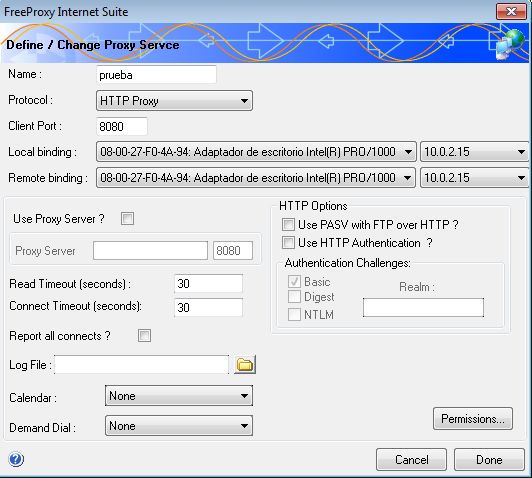 FreeProxy Internet Suite
Define / Change Proxy Servce
Name : prueba
Protocol : HTTP Proxy
Client Port : 8080
Local binding : 08-00-27-F0-4A-94: Adaptador de escritorio Intel(R) PRO/1000 10.0.2.15
Remote binding : 08-00-27-F0-4A-94: Adaptador de escritorio Intel(R) PRO/1000 10.0.2.15
Use Proxy Server ?
Proxy Server 8080
Read Timeout (seconds) : 30
Connect Timeout (seconds): 30
Report all connects ?
Log File :
Calendar : None
Demand Dial : None
HTTP Options
Use PASV with FTP over HTTP ?
Use HTTP Authentication ?
Authentication Challenges:
Basic
Realm :
Digest
NTLM
Permissions...
?
Cancel Done